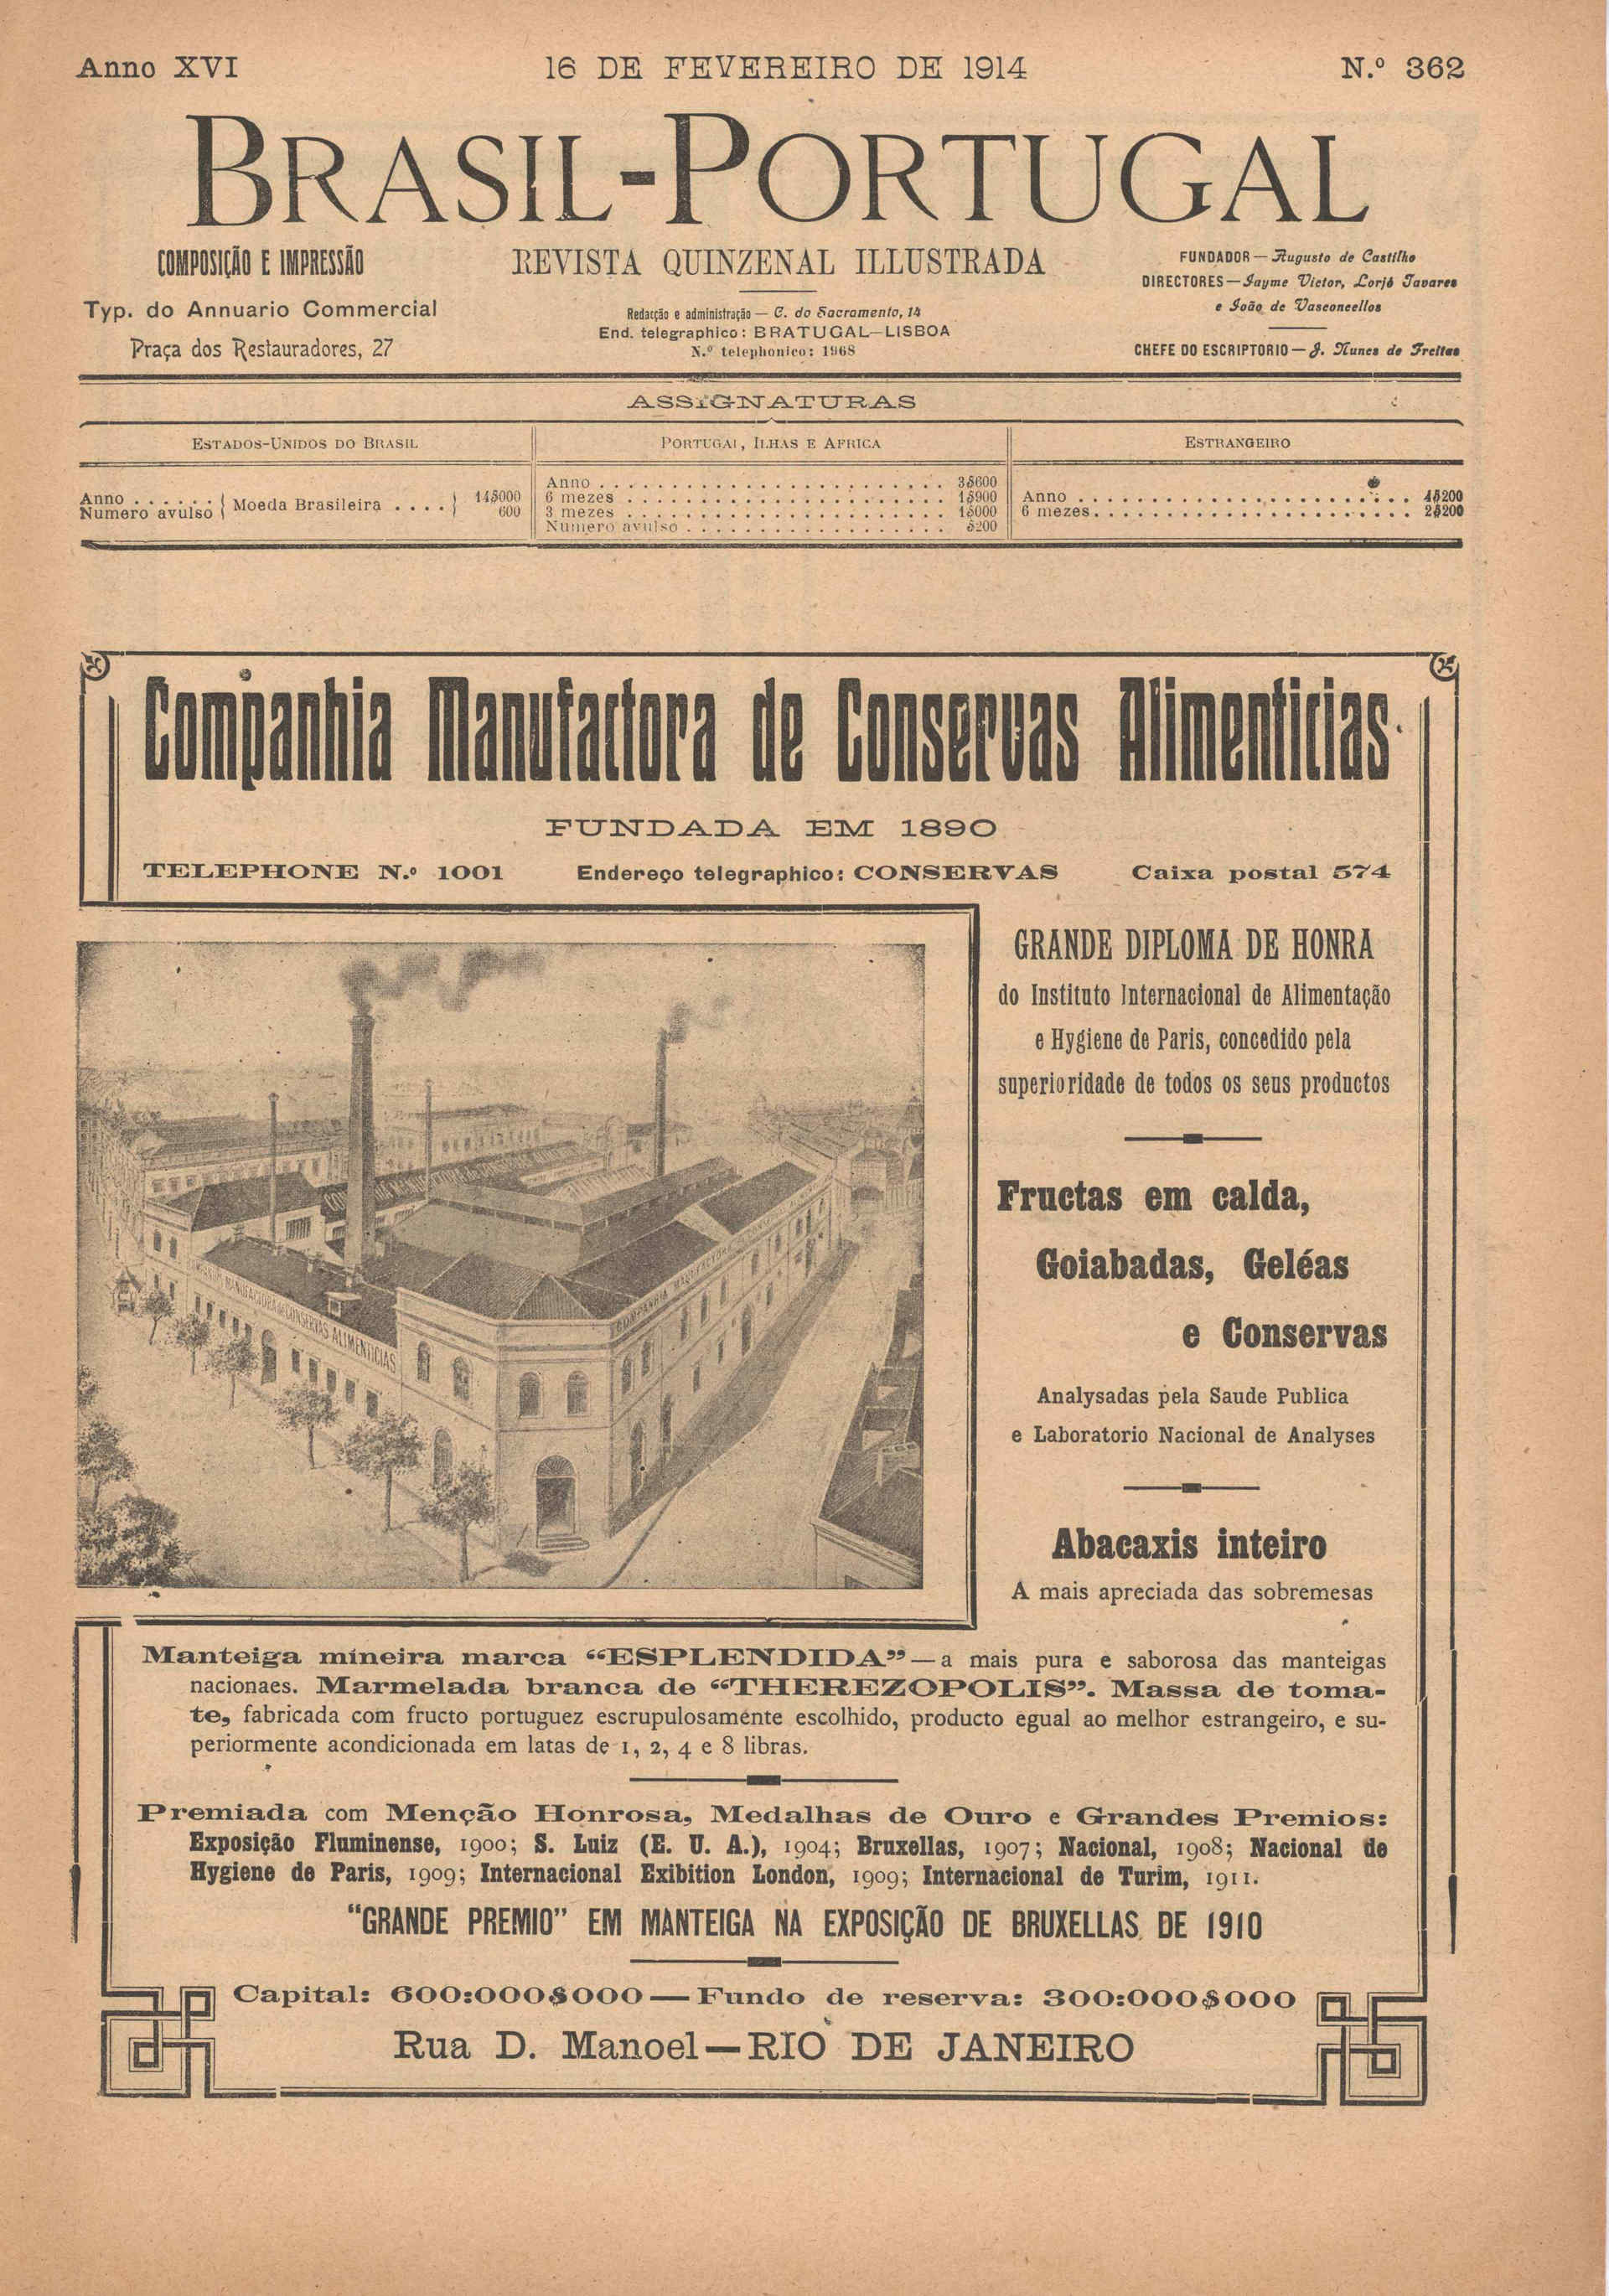 Anno XVI 16 DE FEVEREIRO DE 1914 N.º 362
BRASIL-PORTUGAL
COMPOSIÇÃO E IMPRESSÃO
Typ. do Annuario Commercial
Praça dos Restauradores, 27
REVISTA QUINZENAL ILLUSTRADA
Redacção e administração — C. do Sacramento, 14
End. telegraphico: BRATUGAL—LISBOA
N.º telephonico: 1968
FUNDADOR — Augusto de Castilho
DIRECTORES — Jayme Victor, Lorjó Tavares
e João de Vasconcellos
CHEFE DO ESCRIPTORIO — J. Nunes de Freitas
ASSIGNATURAS
ESTADOS-UNIDOS DO BRASIL
Anno . . . . . . 14$000
Numero avulso 600
Moeda Brasileira . . . .
PORTUGAL, ILHAS E AFRICA
Anno . . . . . . 3$600
6 mezes . . . . . . 1$900
3 mezes . . . . . . 1$000
Numero avulso . . . . . . $200
ESTRANGEIRO
Anno . . . . . . 4$200
6 mezes. . . . . . 2$200
Companhia Manufactora de Conservas Alimenticias
FUNDADA EM 1890
TELEPHONE N.º 1001 Endereço telegraphico: CONSERVAS Caixa postal 574
MANUFACTORA de CONSERVAS ALIMENTICIAS
COMPANHIA MANUFACTORA
GRANDE DIPLOMA DE HONRA
do Instituto Internacional de Alimentação
e Hygiene de Paris, concedido pela
superioridade de todos os seus productos
Fructas em calda,
Goiabadas, Geléas
e Conservas
Analysadas pela Saude Publica
e Laboratorio Nacional de Analyses
Abacaxis inteiro
A mais apreciada das sobremesas
Manteiga mineira marca “ESPLENDIDA” — a mais pura e saborosa das manteigas
nacionaes. Marmelada branca de “THEREZOPOLIS”. Massa de toma-
te, fabricada com fructo portuguez escrupulosamente escolhido, producto egual ao melhor estrangeiro, e su-
periormente acondicionada em latas de 1, 2, 4 e 8 libras.
Premiada com Menção Honrosa, Medalhas de Ouro e Grandes Premios:
Exposição Fluminense, 1900; S. Luiz (E. U. A.), 1904; Bruxellas, 1907; Nacional, 1908; Nacional de
Hygiene de Paris, 1909; Internacional Exibition London, 1909; Internacional de Turim, 1911.
“GRANDE PREMIO” EM MANTEIGA NA EXPOSIÇÃO DE BRUXELLAS DE 1910
Capital: 600:000$000 — Fundo de reserva: 300:000$000
Rua D. Manoel — RIO DE JANEIRO